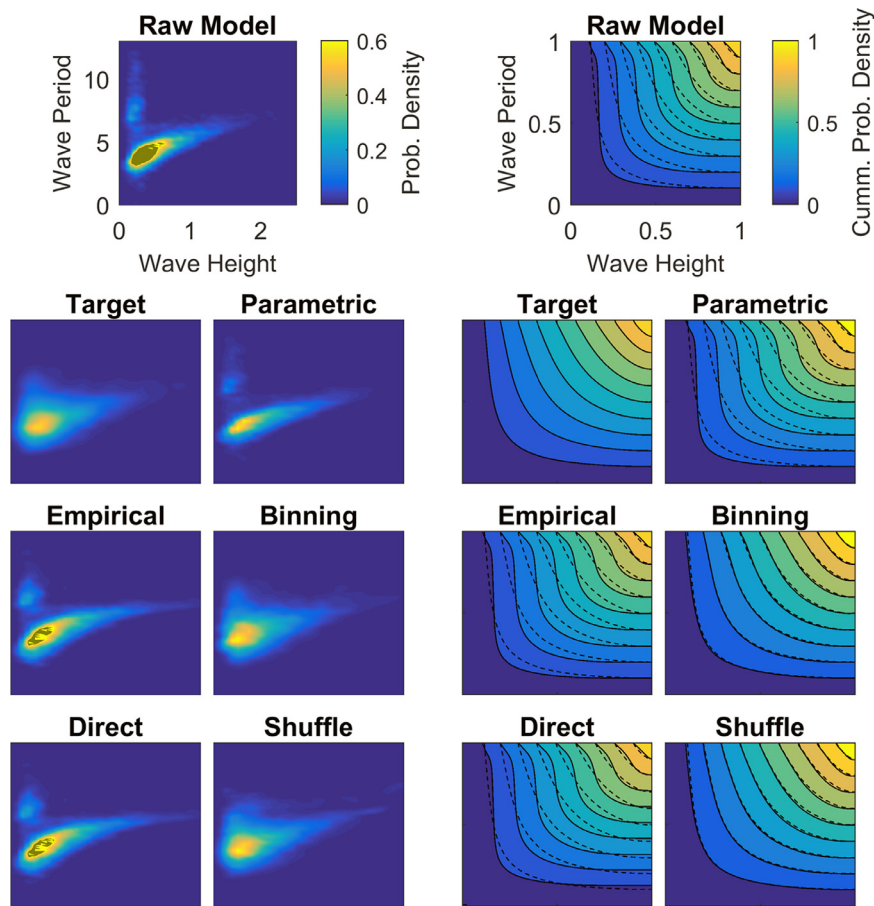 Raw Model
Wave Period
10
5
0
0
1
2
Wave Height
0.6
0.4
0.2
0
Prob. Density
Raw Model
Wave Period
1
0.5
0
0
0.5
1
Wave Height
1
0.5
0
Cumm. Prob. Density
Target
Parametric
Target
Parametric
Empirical
Binning
Empirical
Binning
Direct
Shuffle
Direct
Shuffle